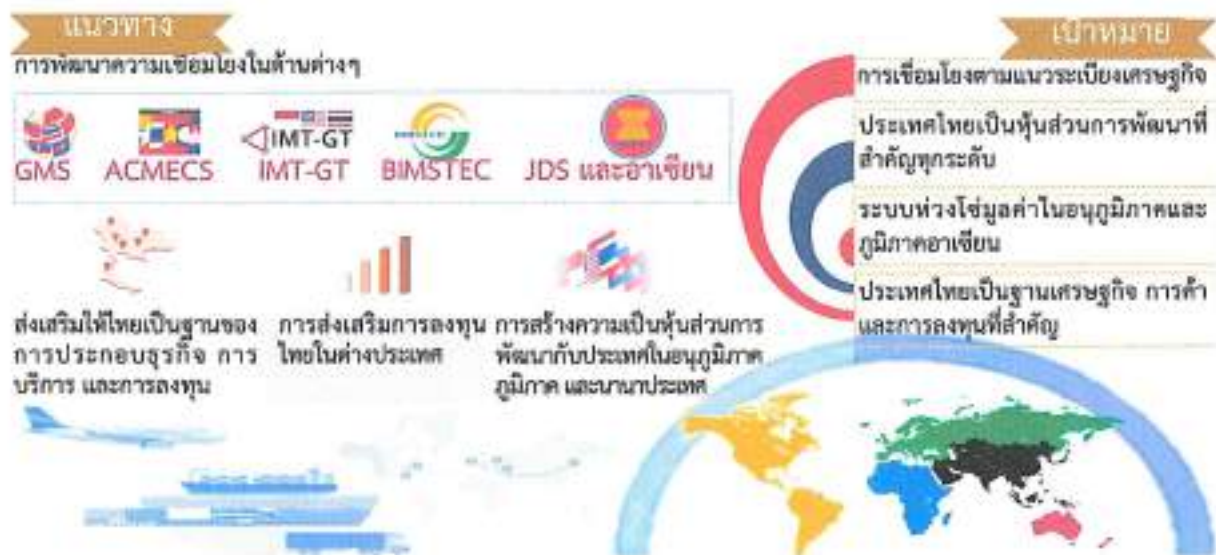 แนวทาง
การพัฒนาความเชื่อมโยงในด้านต่างๆ
IMT-GT
GMS
ACMECS
IMT-GT
BIMSTEC
JDS และอาเซียน
ส่งเสริมให้ไทยเป็นฐานของ
การประกอบธุรกิจ การ
บริการ และการลงทุน
การส่งเสริมการลงทุน
ไทยในต่างประเทศ
การสร้างความเป็นหุ้นส่วนการ
พัฒนากับประเทศในอนุภูมิภาค
ภูมิภาค และนานาประเทศ
เป้าหมาย
การเชื่อมโยงตามแนวระเบียงเศรษฐกิจ
ประเทศไทยเป็นหุ้นส่วนการพัฒนาที่
สำคัญทุกระดับ
ระบบห่วงโซ่มูลค่าในอนุภูมิภาคและ
ภูมิภาคอาเซียน
ประเทศไทยเป็นฐานเศรษฐกิจ การค้า
และการลงทุนที่สำคัญ